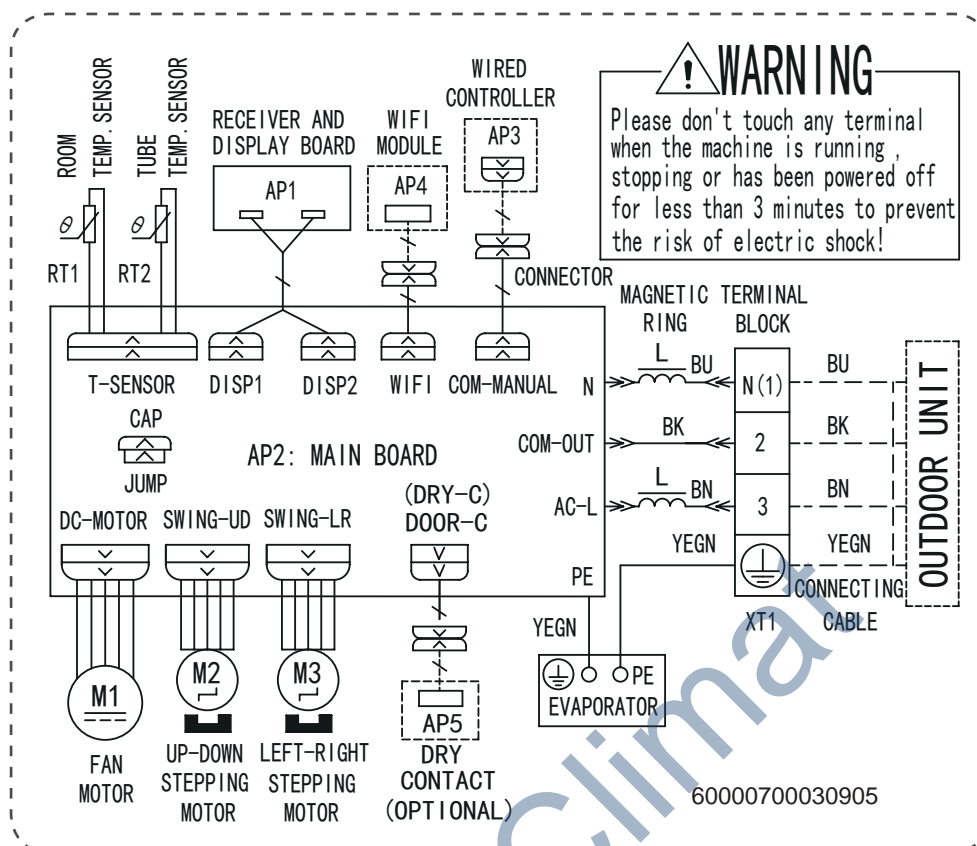 ROOM
TEMP. SENSOR
TUBE
TEMP. SENSOR
RT1
RT2
RECEIVER AND
DISPLAY BOARD
AP1
WIFI
MODULE
AP4
WIRED
CONTROLLER
AP3
CONNECTOR
! WARNING
Please don't touch any terminal
when the machine is running ,
stopping or has been powered off
for less than 3 minutes to prevent
the risk of electric shock!
T-SENSOR
DISP1
DISP2
WIFI
COM-MANUAL
CAP
JUMP
AP2: MAIN BOARD
N
COM-OUT
AC-L
PE
MAGNETIC
RING
TERMINAL
BLOCK
L
BU
N(1)
BU
BK
2
BK
L
BN
3
BN
YEGN
YEGN
XT1
CONNECTING
CABLE
OUTDOOR UNIT
DC-MOTOR
SWING-UD
SWING-LR
(DRY-C)
DOOR-C
M1
FAN
MOTOR
M2
UP-DOWN
STEPPING
MOTOR
M3
LEFT-RIGHT
STEPPING
MOTOR
AP5
DRY
CONTACT
(OPTIONAL)
YEGN
PE
EVAPORATOR
60000700030905
Climat